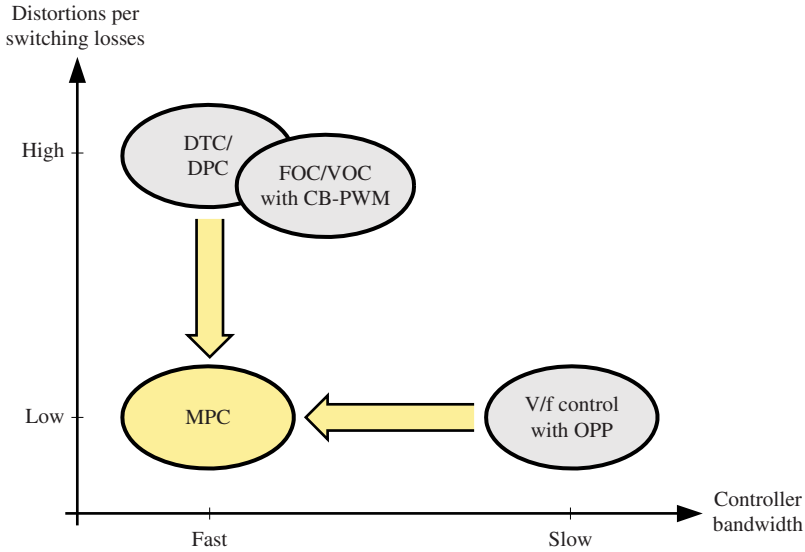 Distortions per
switching losses
High
DTC/
DPC
FOC/VOC
with CB-PWM
Low
MPC
V/f control
with OPP
Controller
bandwidth
Fast
Slow